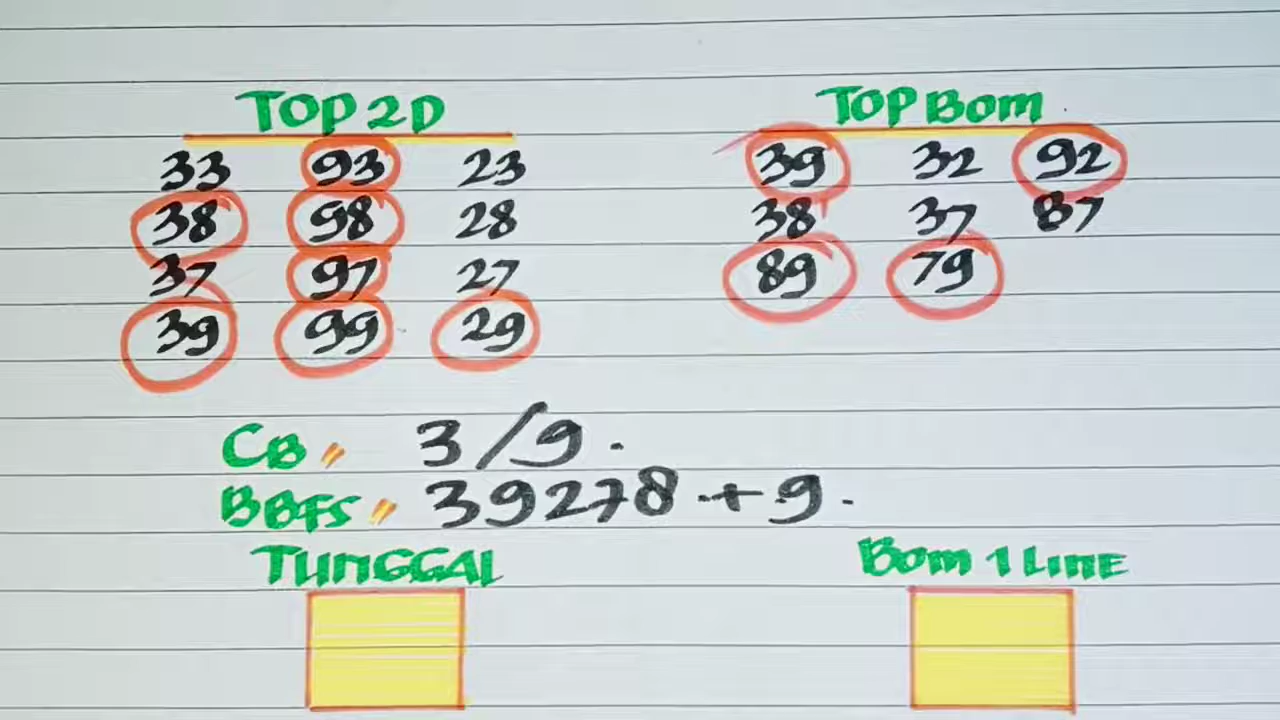 TOP 2D
33 93 23
38 98 28
37 97 27
39 99 29
TOP BOM
39 32 92
38 37 87
89 79
CB 〃 3/9.
BBFS 〃 39278 + 9.
TUNGGAL
BOM 1 LINE